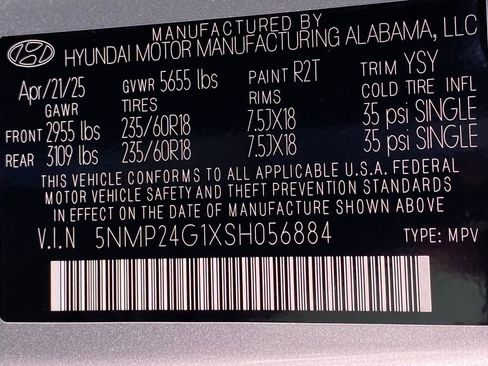 MANUFACTURED BY
HYUNDAI MOTOR MANUFACTURING ALABAMA, LLC
Apr/21/25 GVWR 5655 lbs PAINT R2T TRIM YSY
GAWR TIRES RIMS COLD TIRE INFL
FRONT 2955 lbs 235/60R18 7.5JX18 35 psi SINGLE
REAR 3109 lbs 235/60R18 7.5JX18 35 psi SINGLE
THIS VEHICLE CONFORMS TO ALL APPLICABLE U.S.A. FEDERAL
MOTOR VEHICLE SAFETY AND THEFT PREVENTION STANDARDS
IN EFFECT ON THE DATE OF MANUFACTURE SHOWN ABOVE
V.I.N 5NMP24G1XSH056884 TYPE: MPV